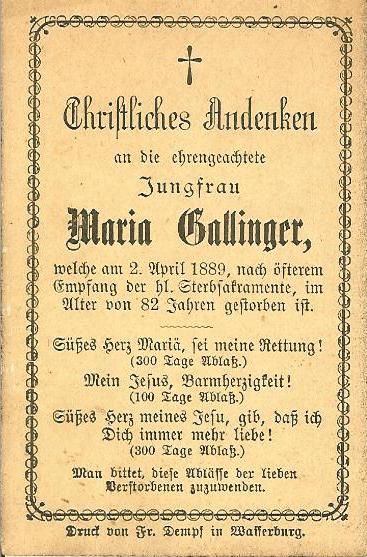 Christliches Andenken
an die ehrengeachtete
Jungfrau
Maria Gallinger,
welche am 2. April 1889, nach öfterem
Empfang der hl. Sterbsakramente, im
Alter von 82 Jahren gestorben ist.
Süßes Herz Mariä, sei meine Rettung!
(300 Tage Ablaß.)
Mein Jesus, Barmherzigkeit!
(100 Tage Ablaß.)
Süßes Herz meines Jesu, gib, daß ich
Dich immer mehr liebe!
(300 Tage Ablaß.)
Man bittet, diese Ablässe der lieben
Verstorbenen zuzuwenden.
Druck von Fr. Dempf in Wasserburg.